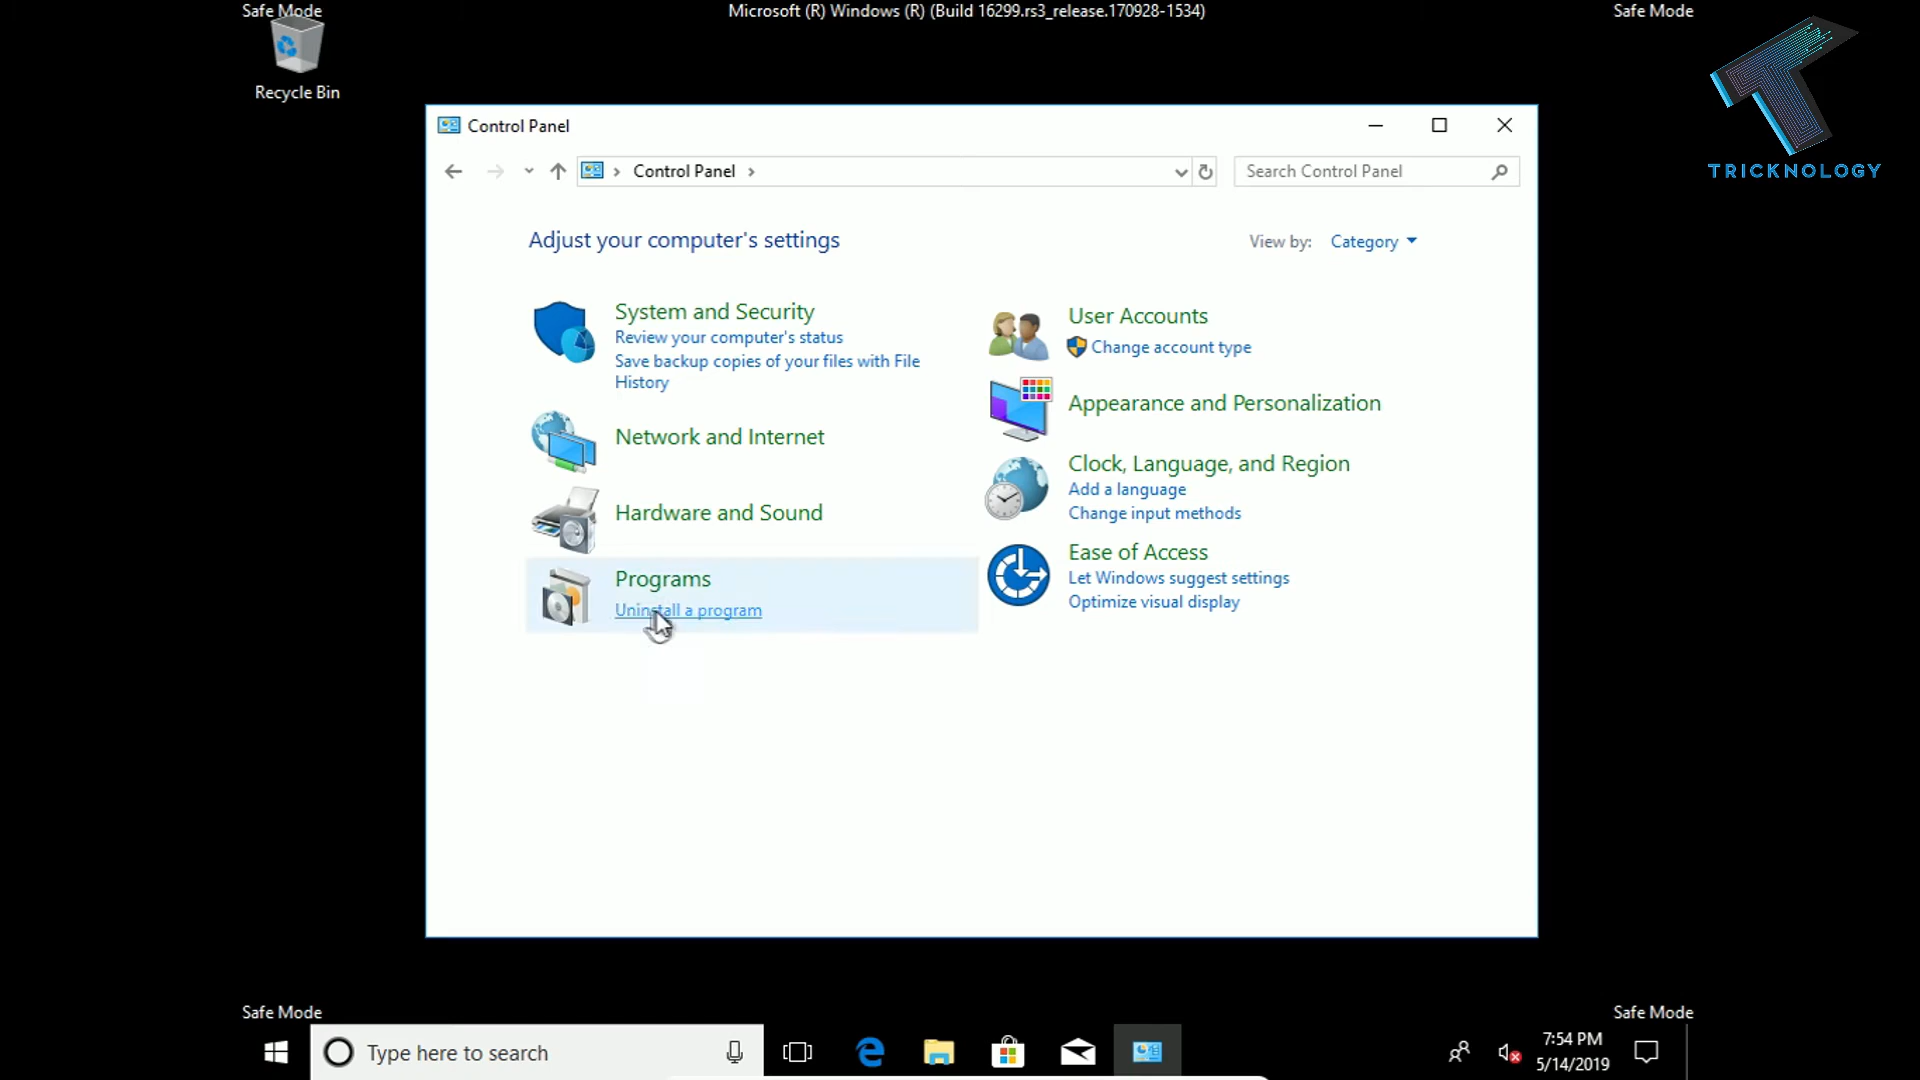 Safe Mode
Microsoft (R) Windows (R) (Build 16299.rs3_release.170928-1534)
Safe Mode
Recycle Bin
TRICKNOLOGY
Control Panel
Control Panel
Search Control Panel
Adjust your computer's settings
View by: Category
System and Security
Review your computer's status
Save backup copies of your files with File
History
Network and Internet
Hardware and Sound
Programs
Uninstall a program
User Accounts
Change account type
Appearance and Personalization
Clock, Language, and Region
Add a language
Change input methods
Ease of Access
Let Windows suggest settings
Optimize visual display
Safe Mode
Safe Mode
Type here to search
7:54 PM
5/14/2019